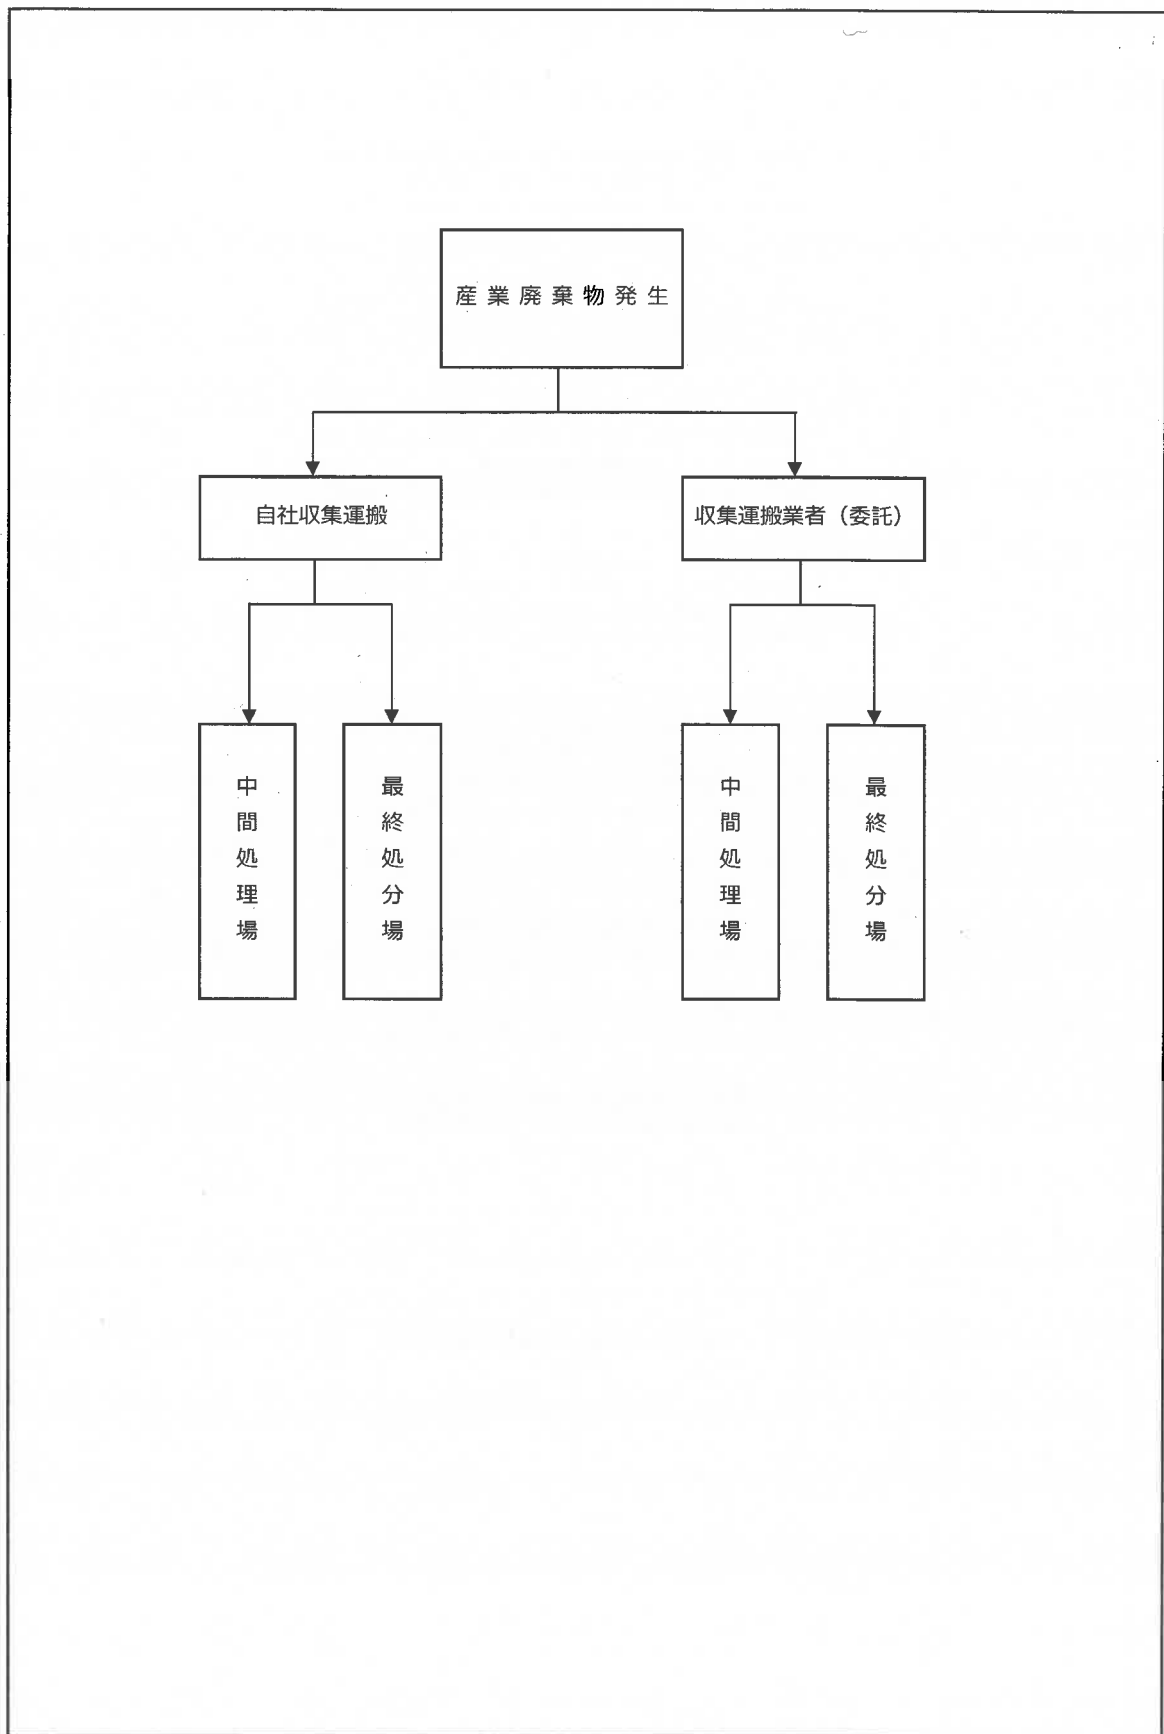 産業廃棄物発生
自社収集運搬
収集運搬業者（委託）
中間処理場
最終処分場
中間処理場
最終処分場